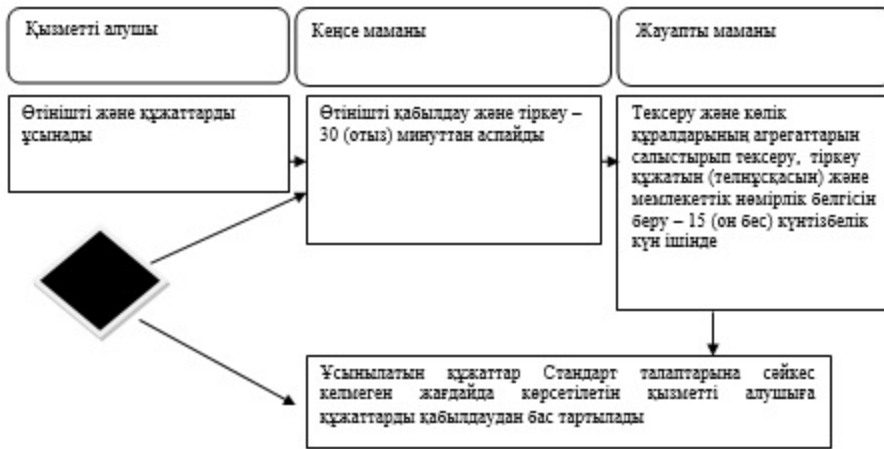 Қызметті алушы
Кеңсе маманы
Жауапты маманы
Өтінішті және құжаттарды
ұсынады
Өтінішті қабылдау және тіркеу –
30 (отыз) минуттан аспайды
Тексеру және көлік
құралдарының агрегаттарын
салыстырып тексеру, тіркеу
құжатын (телнұсқасын) және
мемлекеттік нөмірлік белгісін
беру – 15 (он бес) күнтізбелік
күн ішінде
Ұсынылатын құжаттар Стандарт талаптарына сәйкес
келмеген жағдайда көрсетілетін қызметті алушыға
құжаттарды қабылдаудан бас тартылады